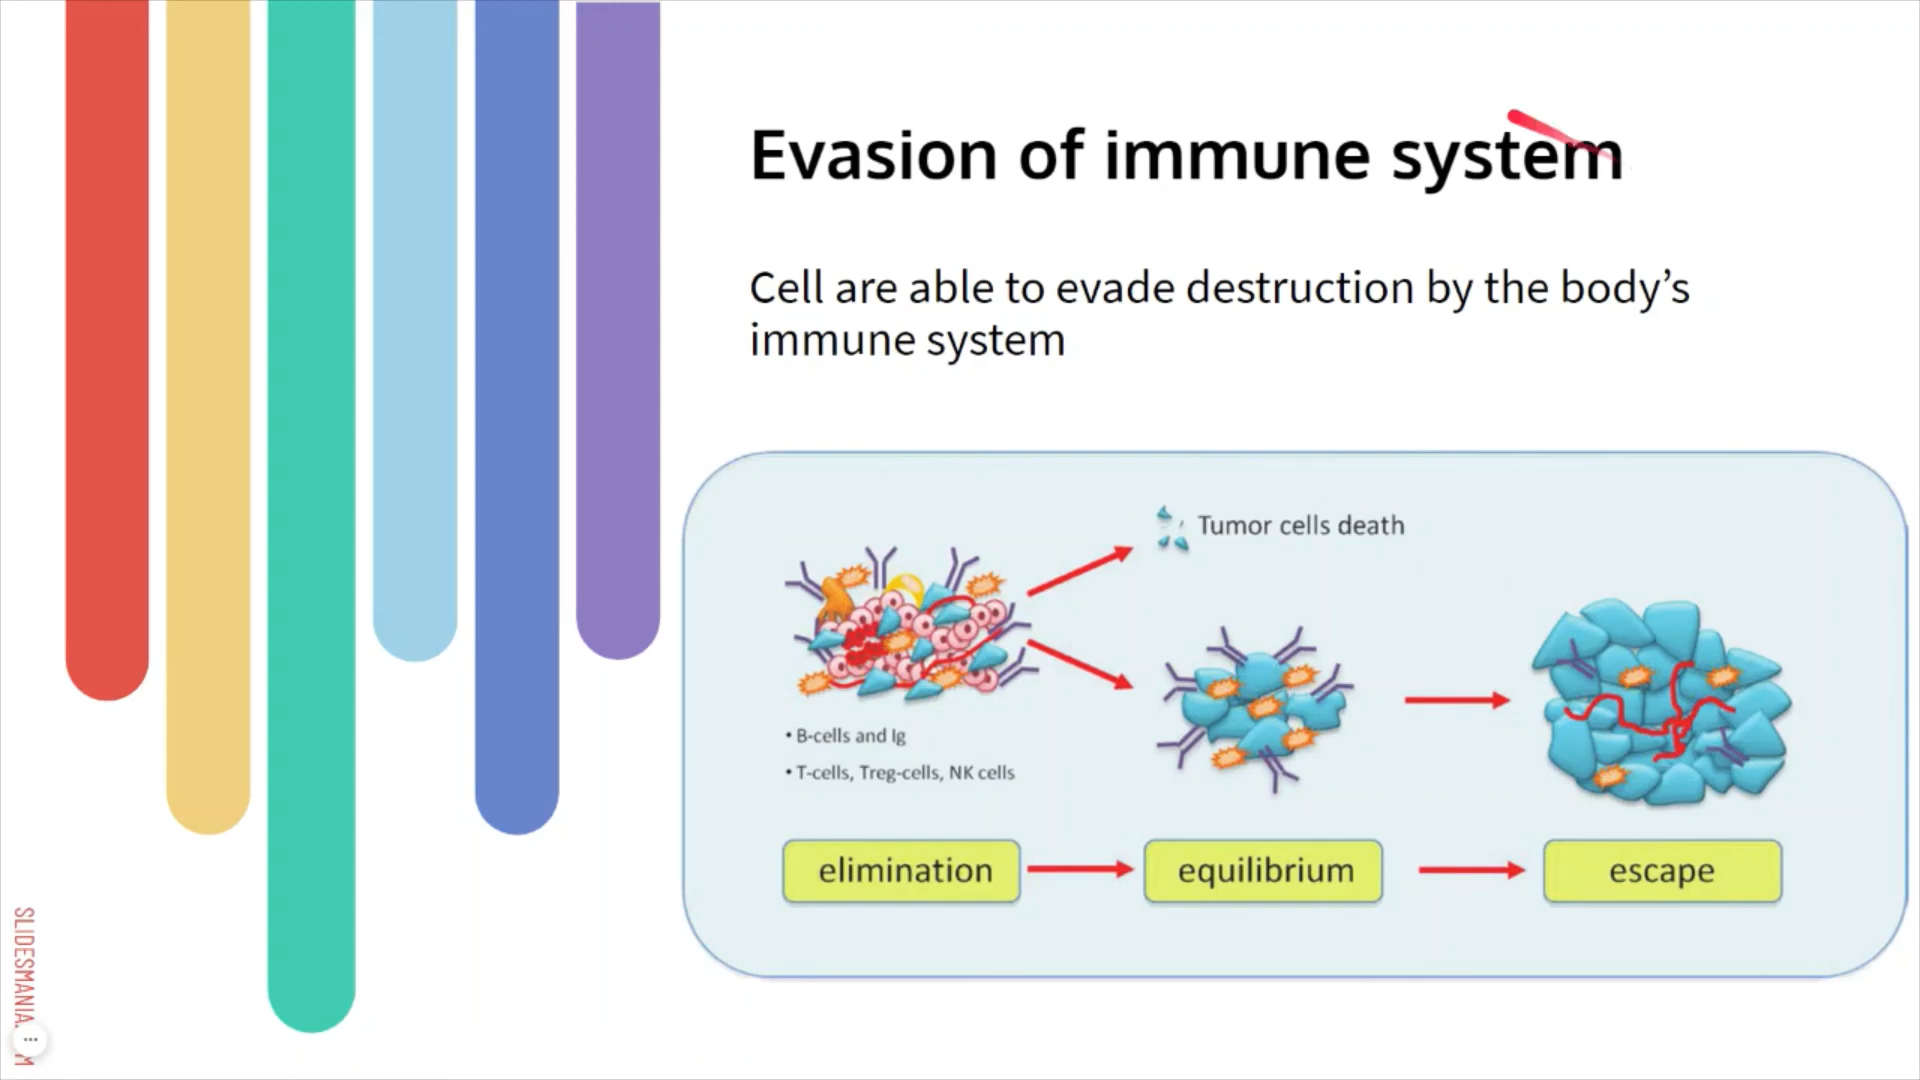 Evasion of immune system
Cell are able to evade destruction by the body’s
immune system
Tumor cells death
• B-cells and Ig
• T-cells, Treg-cells, NK cells
elimination
equilibrium
escape
SLIDESMANIA.